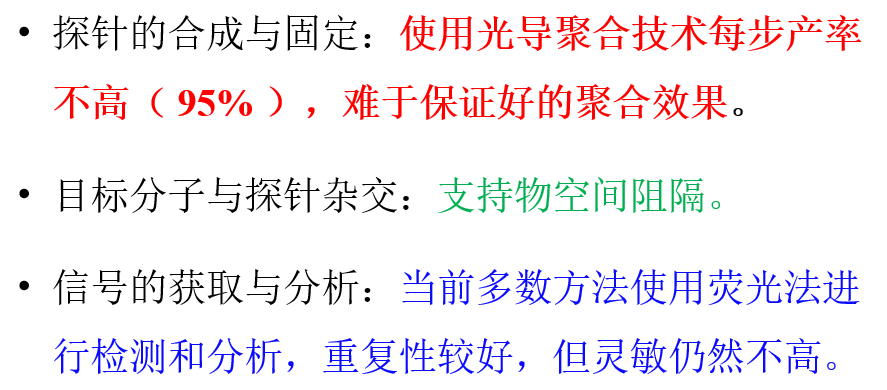 • 探针的合成与固定：使用光导聚合技术每步产率
不高（ 95% ），难于保证好的聚合效果。
• 目标分子与探针杂交：支持物空间阻隔。
• 信号的获取与分析：当前多数方法使用荧光法进
行检测和分析，重复性较好，但灵敏仍然不高。